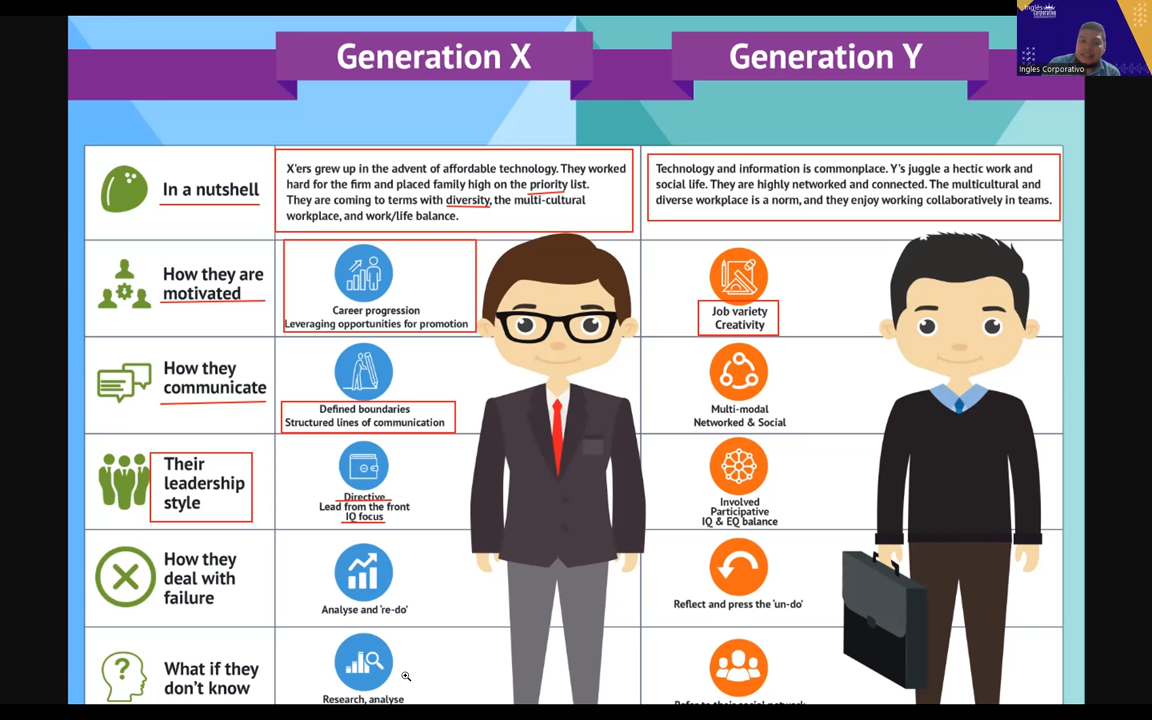 Generation X
Generation Y
Inglés
Corporativo
Ingles Corporativo
In a nutshell
X'ers grew up in the advent of affordable technology. They worked
hard for the firm and placed family high on the priority list.
They are coming to terms with diversity, the multi-cultural
workplace, and work/life balance.
Technology and information is commonplace. Y's juggle a hectic work and
social life. They are highly networked and connected. The multicultural and
diverse workplace is a norm, and they enjoy working collaboratively in teams.
How they are
motivated
Career progression
Leveraging opportunities for promotion
Job variety
Creativity
How they
communicate
Defined boundaries
Structured lines of communication
Multi-modal
Networked & Social
Their
leadership
style
Directive
Lead from the front
IQ focus
Involved
Participative
IQ & EQ balance
How they
deal with
failure
Analyse and 're-do'
Reflect and press the 'un-do'
What if they
don't know
Research, analyse
Refer to their social network